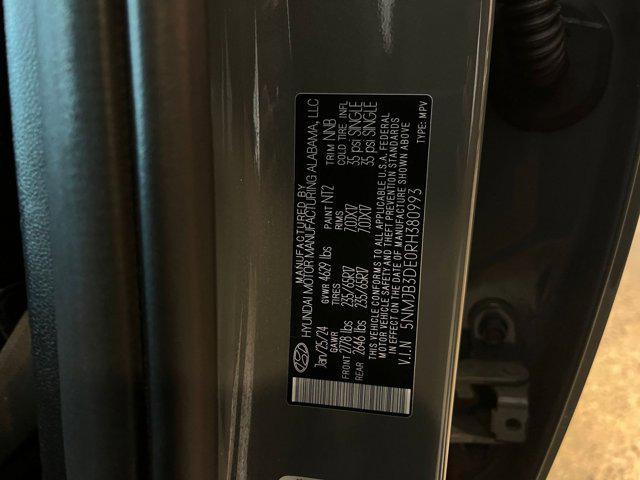 MANUFACTURED BY
HYUNDAI MOTOR MANUFACTURING ALABAMA, LLC
Jan/25/24 GVWR 4629 lbs PAINT NT2 TRIM NNB
GAWR TIRES RIMS COLD TIRE INFL
FRONT 2778 lbs 235/65R17 7.0JX17 35 psi SINGLE
REAR 2646 lbs 235/65R17 7.0JX17 35 psi SINGLE
THIS VEHICLE CONFORMS TO ALL APPLICABLE U.S.A. FEDERAL
MOTOR VEHICLE SAFETY AND THEFT PREVENTION STANDARDS
IN EFFECT ON THE DATE OF MANUFACTURE SHOWN ABOVE
V.I.N 5NMJB3DE0RH380993 TYPE: MPV